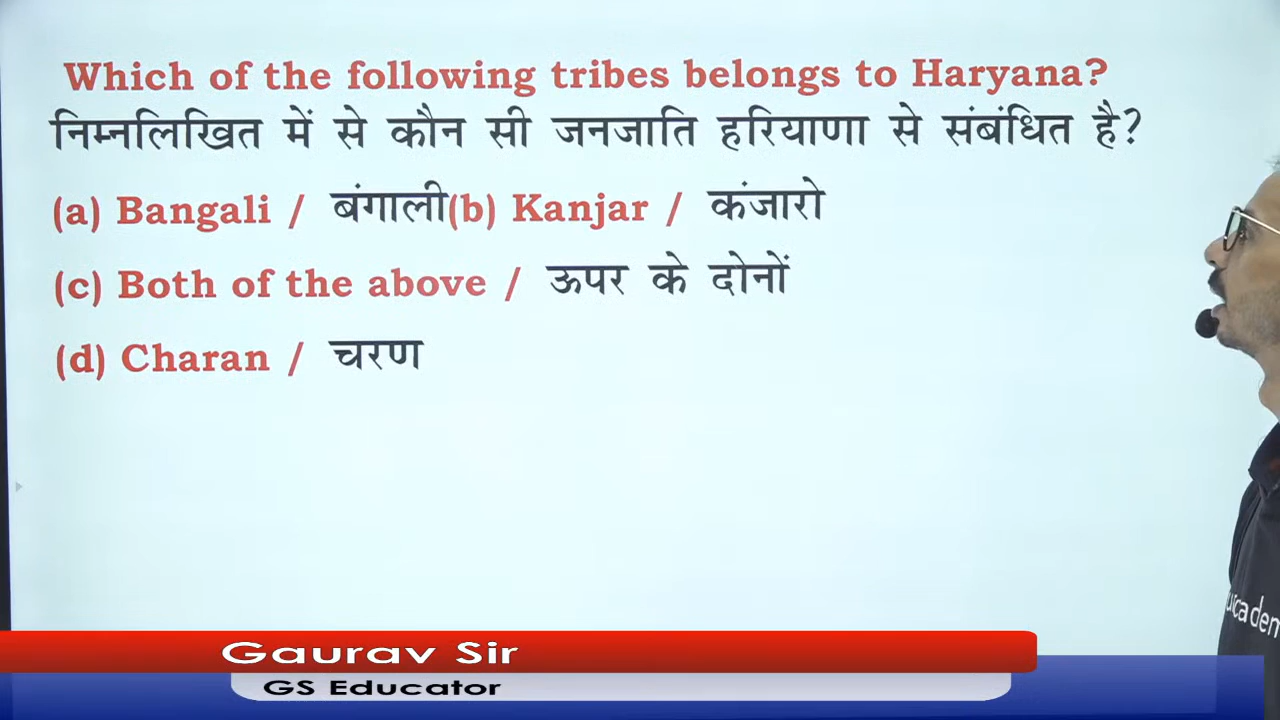 Which of the following tribes belongs to Haryana?
निम्नलिखित में से कौन सी जनजाति हरियाणा से संबंधित है?
(a) Bangali / बंगाली(b) Kanjar / कंजारो
(c) Both of the above / ऊपर के दोनों
(d) Charan / चरण
Gaurav Sir
GS Educator